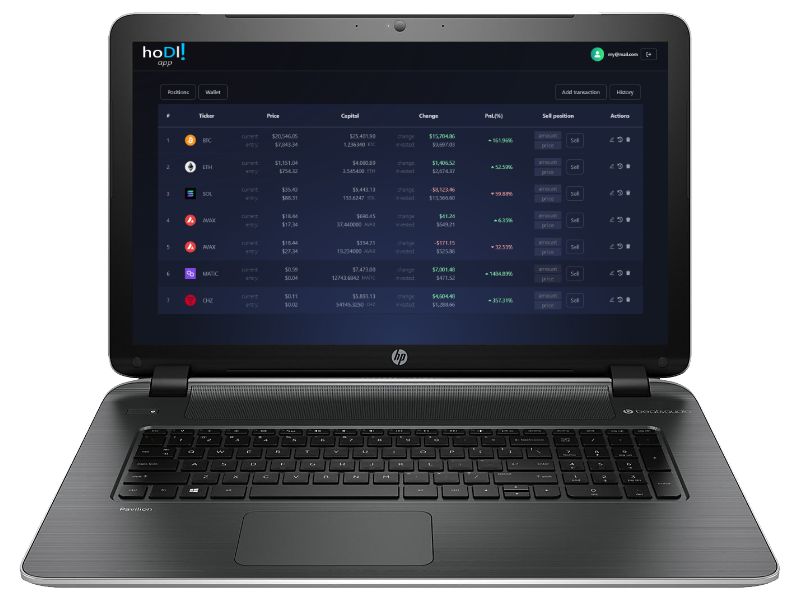 hoDl!
app
my@mail.com
Positions Wallet Add transaction History
# Ticker Price Capital Change PnL(%) Sell position Actions
1 BTC current $20,546.05 $25,401.90 change $15,704.86 161.96% amount Sell
entry $7,843.34 1.236340 BTC invested $9,697.03 price
2 ETH current $1,151.04 $4,080.89 change $1,406.52 52.59% amount Sell
entry $754.32 3.545400 ETH invested $2,674.37 price
3 SOL current $35.43 $5,443.13 change -$8,123.46 59.88% amount Sell
entry $88.31 SOL invested price
4 AVAX current $18.44 $690.45 change $41.24 6.35% amount Sell
entry $17.34 37.440000 AVAX invested $649.21 price
5 AVAX current $18.44 $354.71 change -$171.15 32.55% amount Sell
entry $27.34 19.234000 AVAX invested $525.86 price
6 MATIC current $0.59 $7,473.00 change $7,001.48 1484.89% amount Sell
entry $0.04 12743.6842 MATIC invested $471.52 price
7 CHZ current $0.11 $5,893.13 change $4,604.48 357.31% amount Sell
entry $0.02 54145.3250 invested $1,288.66 price
hp
beatsaudio
Q W E R T Y U I O P
A S D F G H J K L
Z X C V B N M
Pavilion